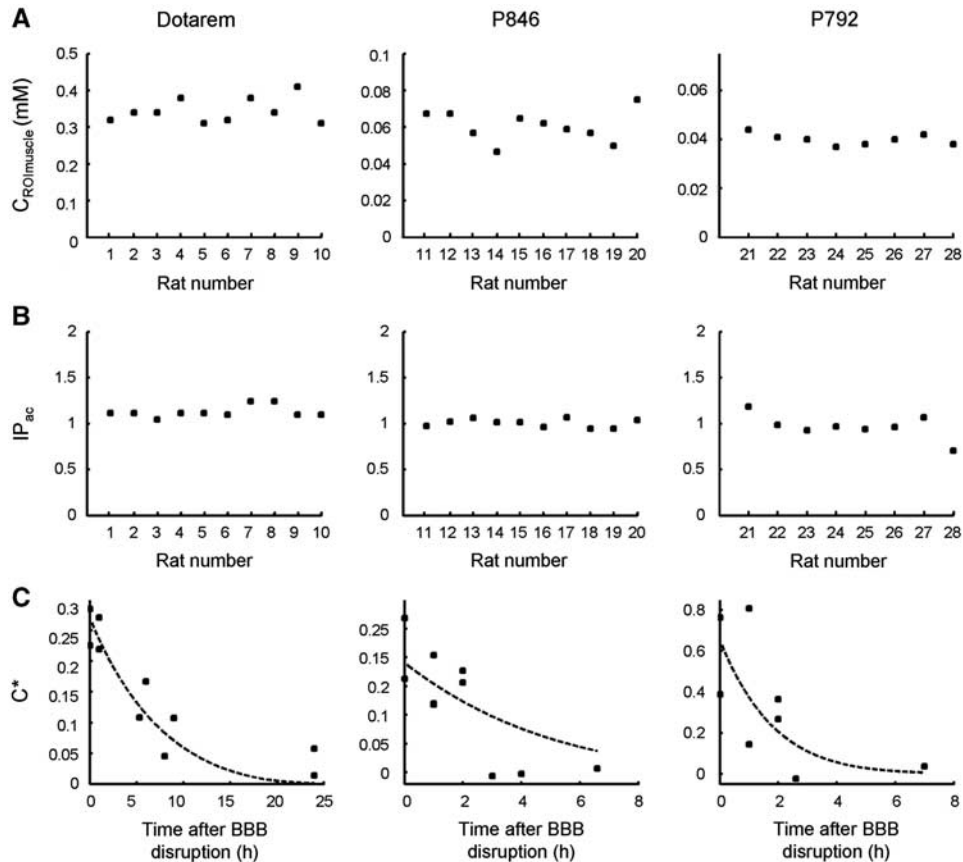 A
Dotarem
P846
P792
C_ROImuscle (mM)
0.5
0.4
0.3
0.2
0.1
0
1 2 3 4 5 6 7 8 9 10
Rat number
0.1
0.08
0.06
0.04
0.02
0
11 12 13 14 15 16 17 18 19 20
Rat number
0.06
0.04
0.02
0
21 22 23 24 25 26 27 28
Rat number
B
IP_ac
2
1.5
1
0.5
0
1 2 3 4 5 6 7 8 9 10
Rat number
2
1.5
1
0.5
0
11 12 13 14 15 16 17 18 19 20
Rat number
2
1.5
1
0.5
0
21 22 23 24 25 26 27 28
Rat number
C
C*
0.3
0.25
0.15
0.2
0.1
0.05
0
0 5 10 15 20 25
Time after BBB
disruption (h)
0.25
0.15
0.2
0.1
0.05
0
0 2 4 6 8
Time after BBB
disruption (h)
0.8
0.6
0.4
0.2
0
0 2 4 6 8
Time after BBB
disruption (h)